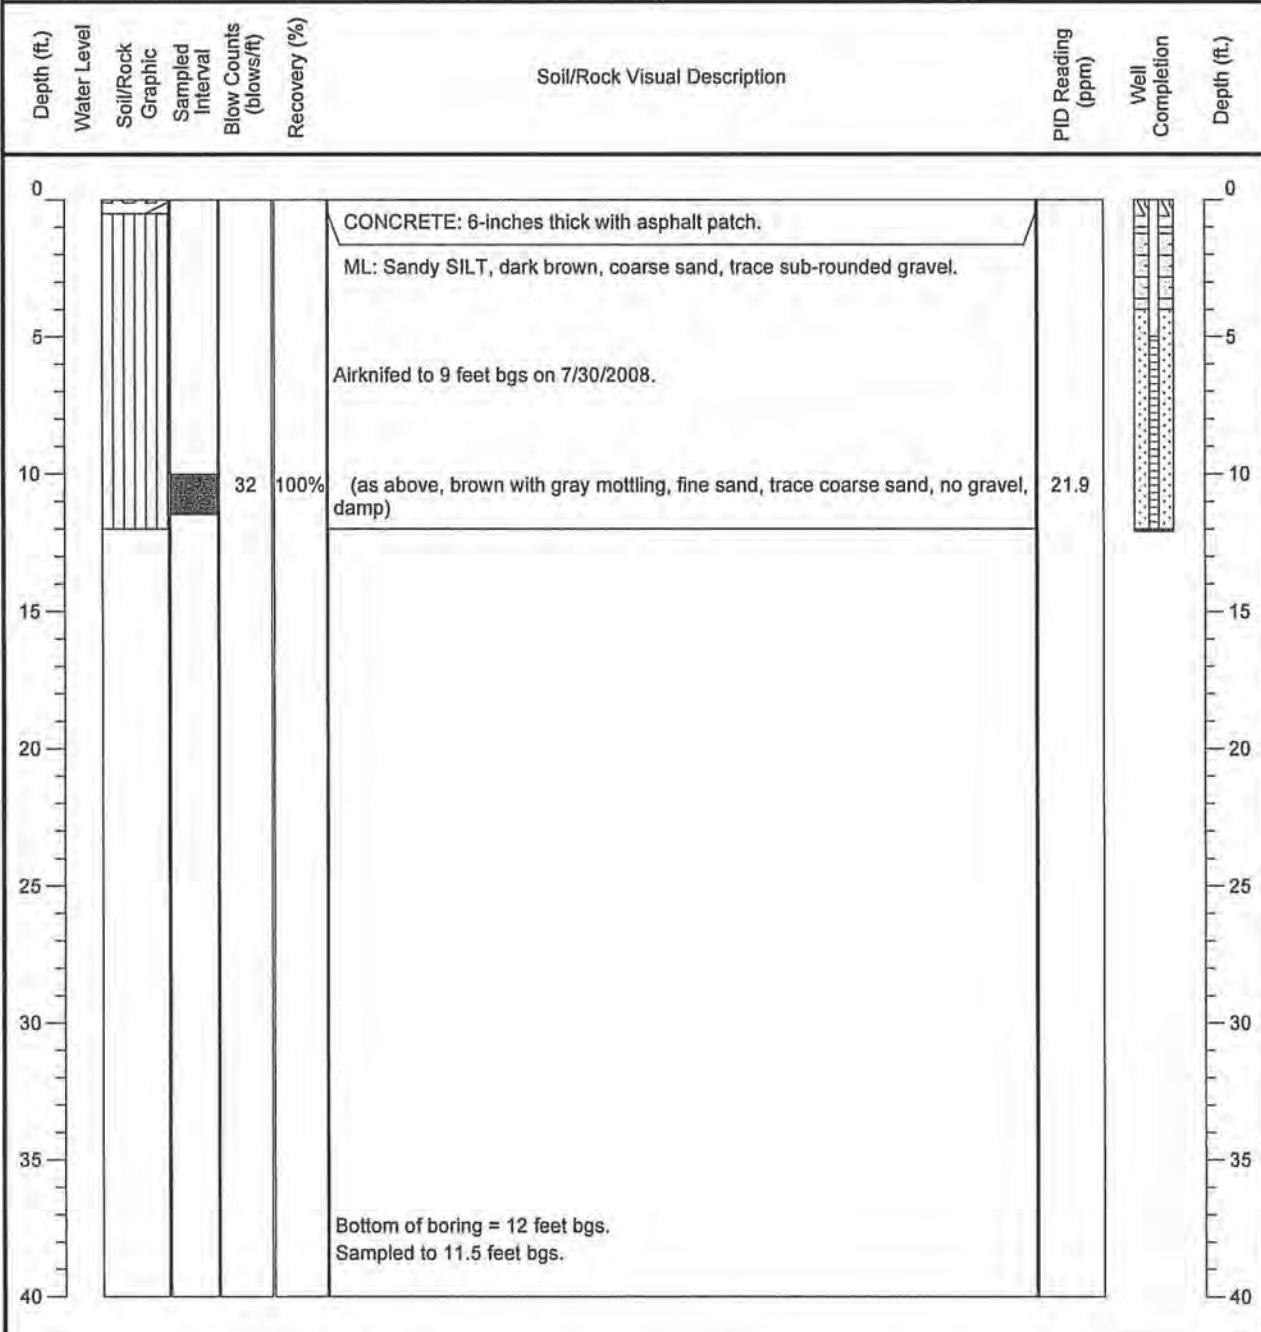 Depth (ft.)
Water Level
Soil/Rock
Graphic
Sampled
Interval
Blow Counts
(blows/ft)
Recovery (%)
Soil/Rock Visual Description
PID Reading
(ppm)
Well
Completion
Depth (ft.)
0
0
CONCRETE: 6-inches thick with asphalt patch.
ML: Sandy SILT, dark brown, coarse sand, trace sub-rounded gravel.
5
5
Airknifed to 9 feet bgs on 7/30/2008.
10
32
100%
(as above, brown with gray mottling, fine sand, trace coarse sand, no gravel,
damp)
21.9
10
15
15
20
20
25
25
30
30
35
35
Bottom of boring = 12 feet bgs.
Sampled to 11.5 feet bgs.
40
40